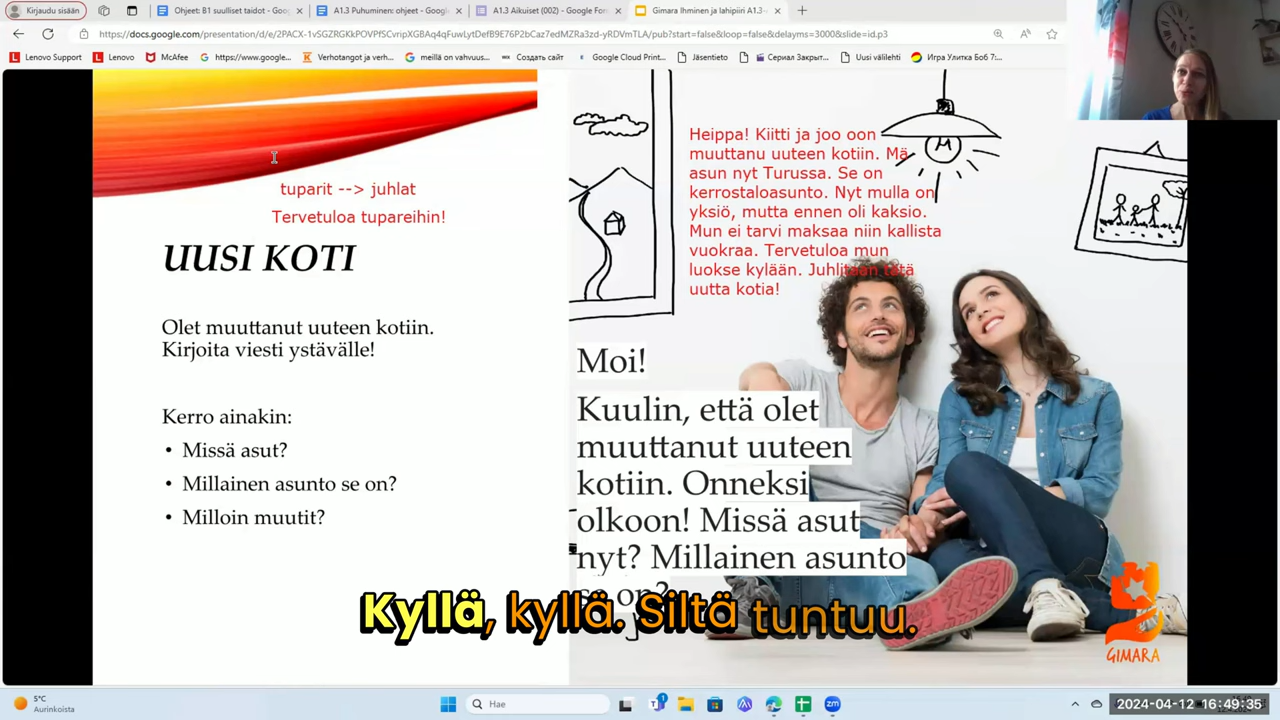 Kirjaudu sisään
Ohjeet: B1 suulliset taidot - Goo
A1.3 Puhuminen: ohjeet - Googl
A1.3 Aikuiset (002) - Google For
Gimara Ihminen ja lahipiiri A1.3
https://docs.google.com/presentation/d/e/2PACX-1vSGZRGKkPOVPfSCvripXGBAq4qFuwLytDefB9E76P2bCaz7edMZRa3zd-yRDVmTLA/pub?start=false&loop=false&delayms=3000&slide=id.p3
Lenovo Support
Lenovo
McAfee
https://www.google...
Verhotangot ja verh...
meillä on vahvuus...
Создать сайт
Google Cloud Print...
Jäsentieto
Сериал Закрыт...
Uusi välilehti
Игра Улитка Боб 7:...
tuparit --> juhlat
Tervetuloa tupareihin!
UUSI KOTI
Olet muuttanut uuteen kotiin.
Kirjoita viesti ystävälle!
Kerro ainakin:
• Missä asut?
• Millainen asunto se on?
• Milloin muutit?
Heippa! Kiitti ja joo oon
muuttanu uuteen kotiin. Mä
asun nyt Turussa. Se on
kerrostaloasunto. Nyt mulla on
yksiö, mutta ennen oli kaksio.
Mun ei tarvi maksaa niin kallista
vuokraa. Tervetuloa mun
luokse kylään. Juhlitaan tätä
uutta kotia!
Moi!
Kuulin, että olet
muuttanut uuteen
kotiin. Onneksi
olkoon! Missä asut
nyt? Millainen asunto
se on?
Kyllä, kyllä. Siltä tuntuu.
GIMARA
5°C
Aurinkoista
Hae
2024-04-12 16:49:35